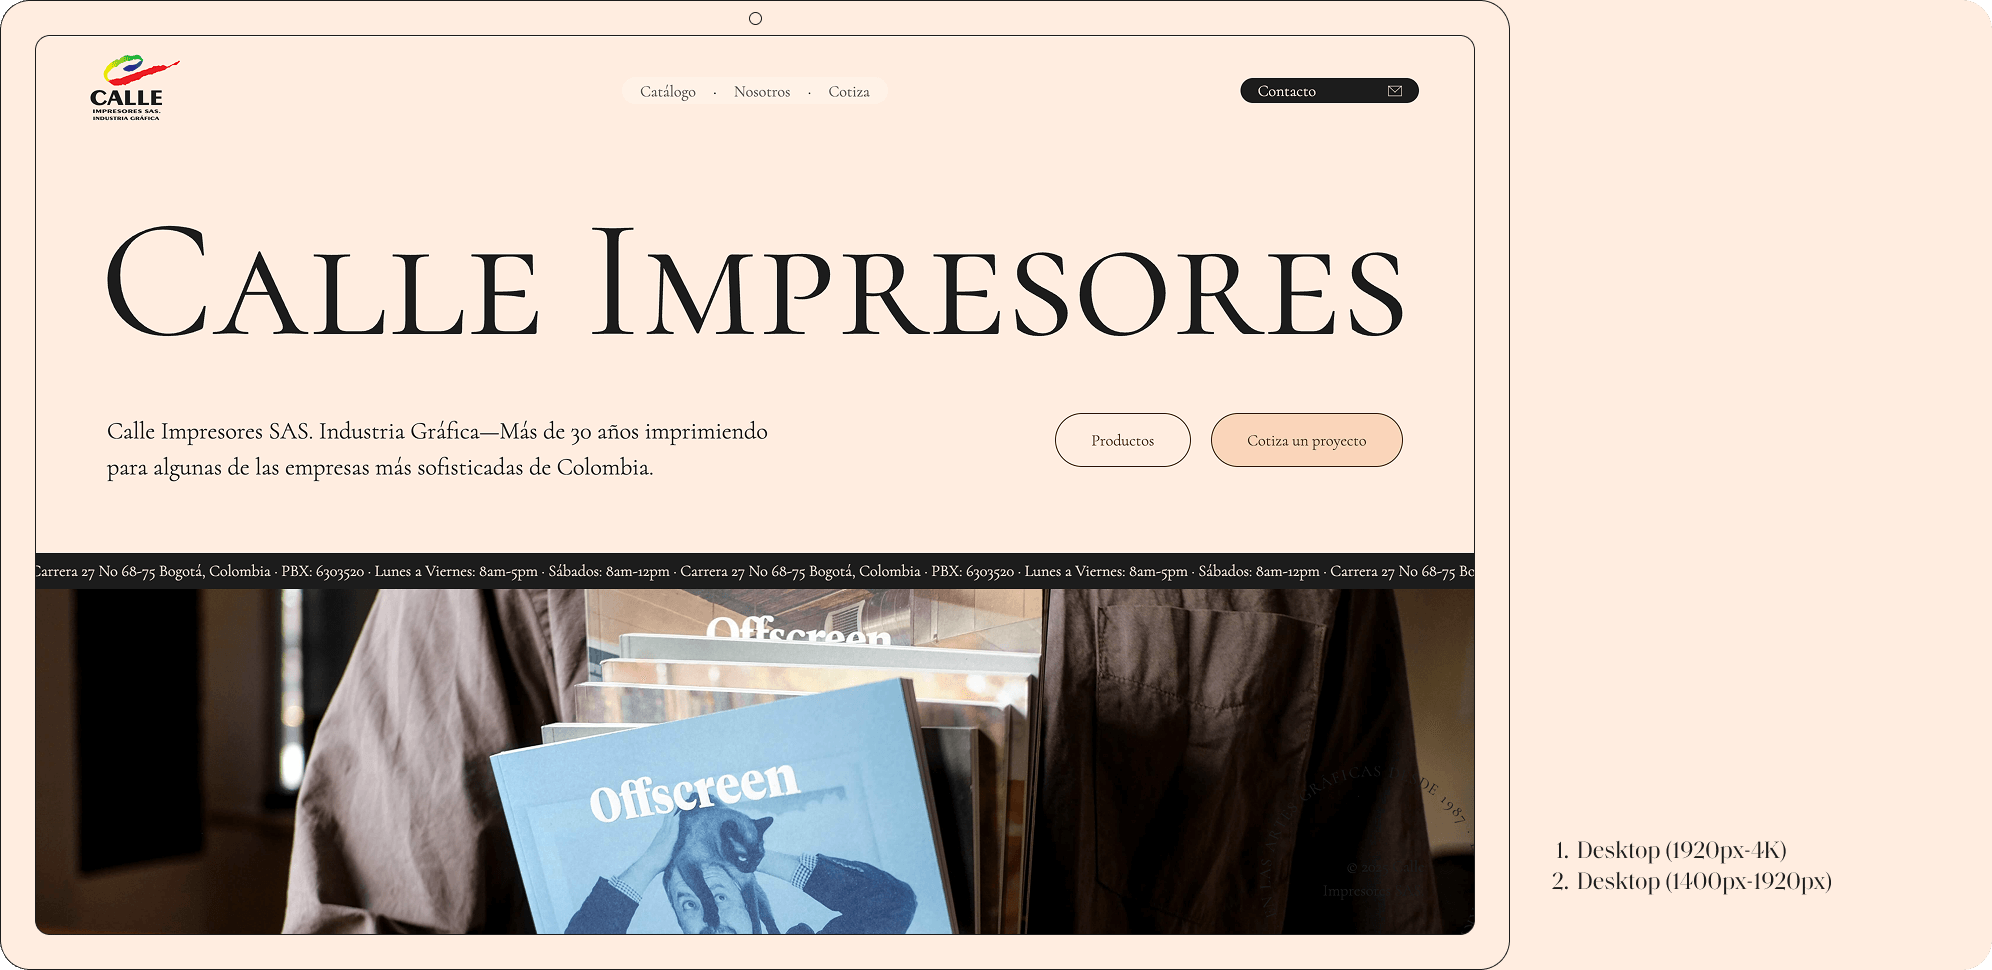 CALLE
IMPRESORES SAS.
INDUSTRIA GRÁFICA
Catálogo · Nosotros · Cotiza
Contacto
Calle Impresores
Calle Impresores SAS. Industria Gráfica—Más de 30 años imprimiendo
para algunas de las empresas más sofisticadas de Colombia.
Productos
Cotiza un proyecto
Carrera 27 No 68-75 Bogotá, Colombia · PBX: 6303520 · Lunes a Viernes: 8am-5pm · Sábados: 8am-12pm · Carrera 27 No 68-75 Bogotá, Colombia · PBX: 6303520 · Lunes a Viernes: 8am-5pm · Sábados: 8am-12pm · Carrera 27 No 68-75 Bo
Offscreen
Offscreen
LAS ARTES GRÁFICAS DESDE 1987 ·
©
Impresores
1. Desktop (1920px-4K)
2. Desktop (1400px-1920px)